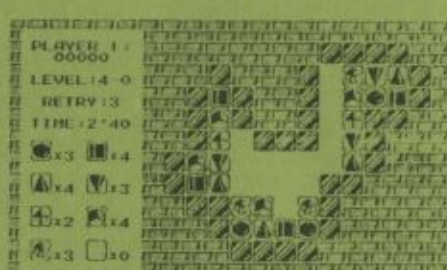 PLAYER 1:
00000
LEVEL:4-0
RETRY:3
TIME:2'40
x3 x4
x4 x3
x2 x4
x3 x0